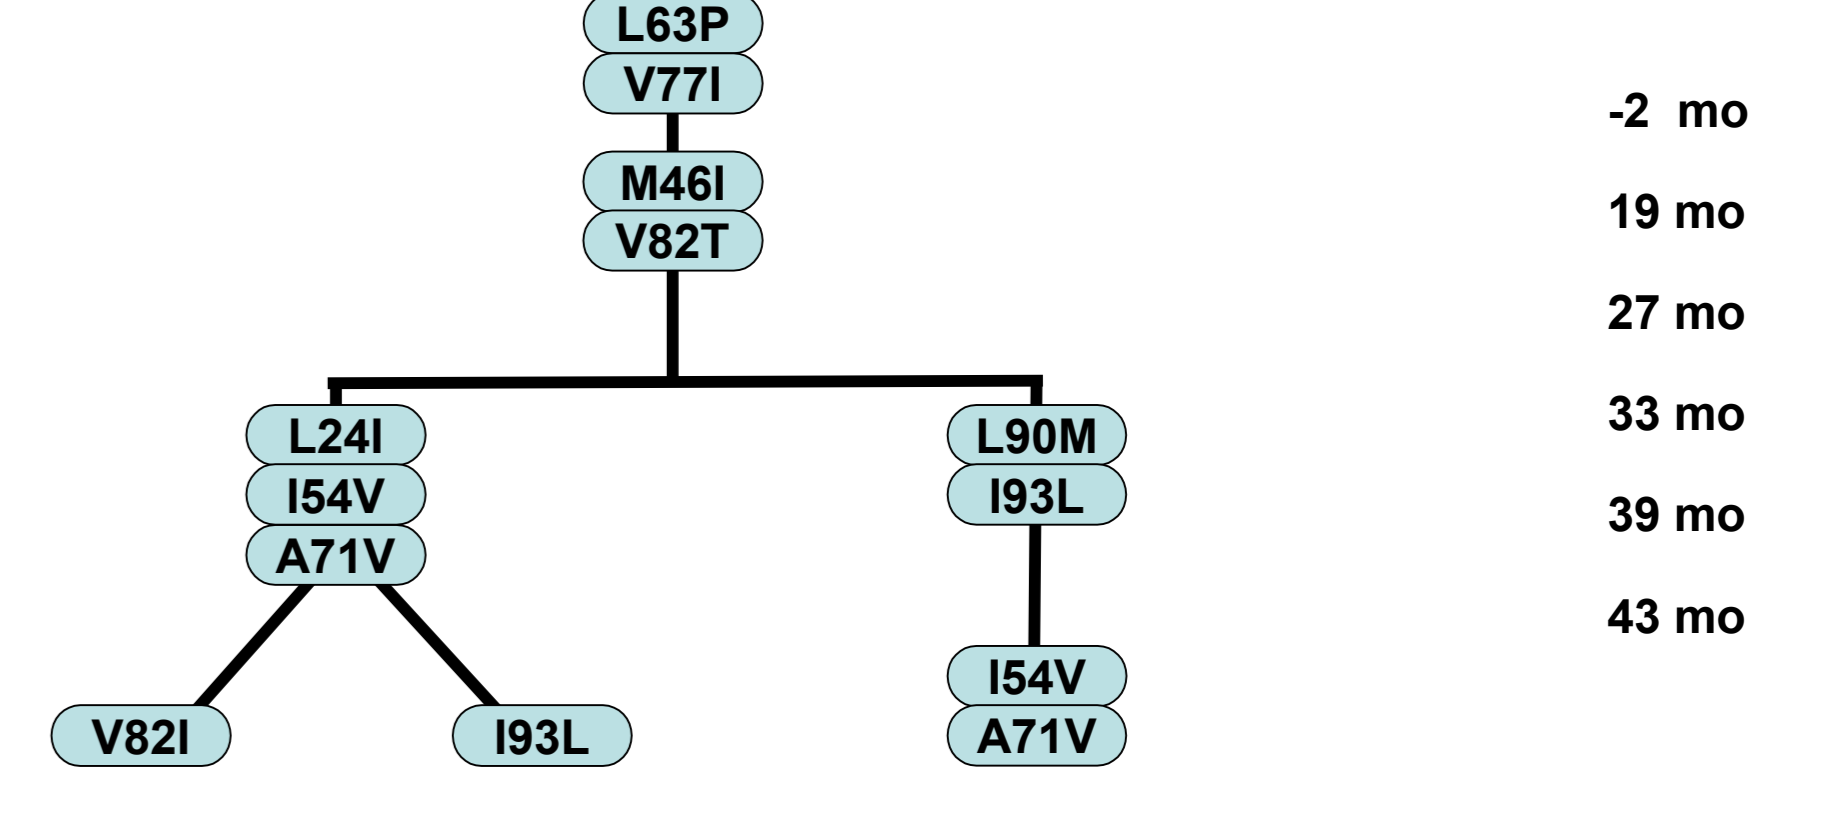 L63P
V77I
-2 mo
M46I
19 mo
V82T
27 mo
33 mo
L24I
L90M
I54V
I93L
39 mo
A71V
43 mo
I54V
V82I
I93L
A71V